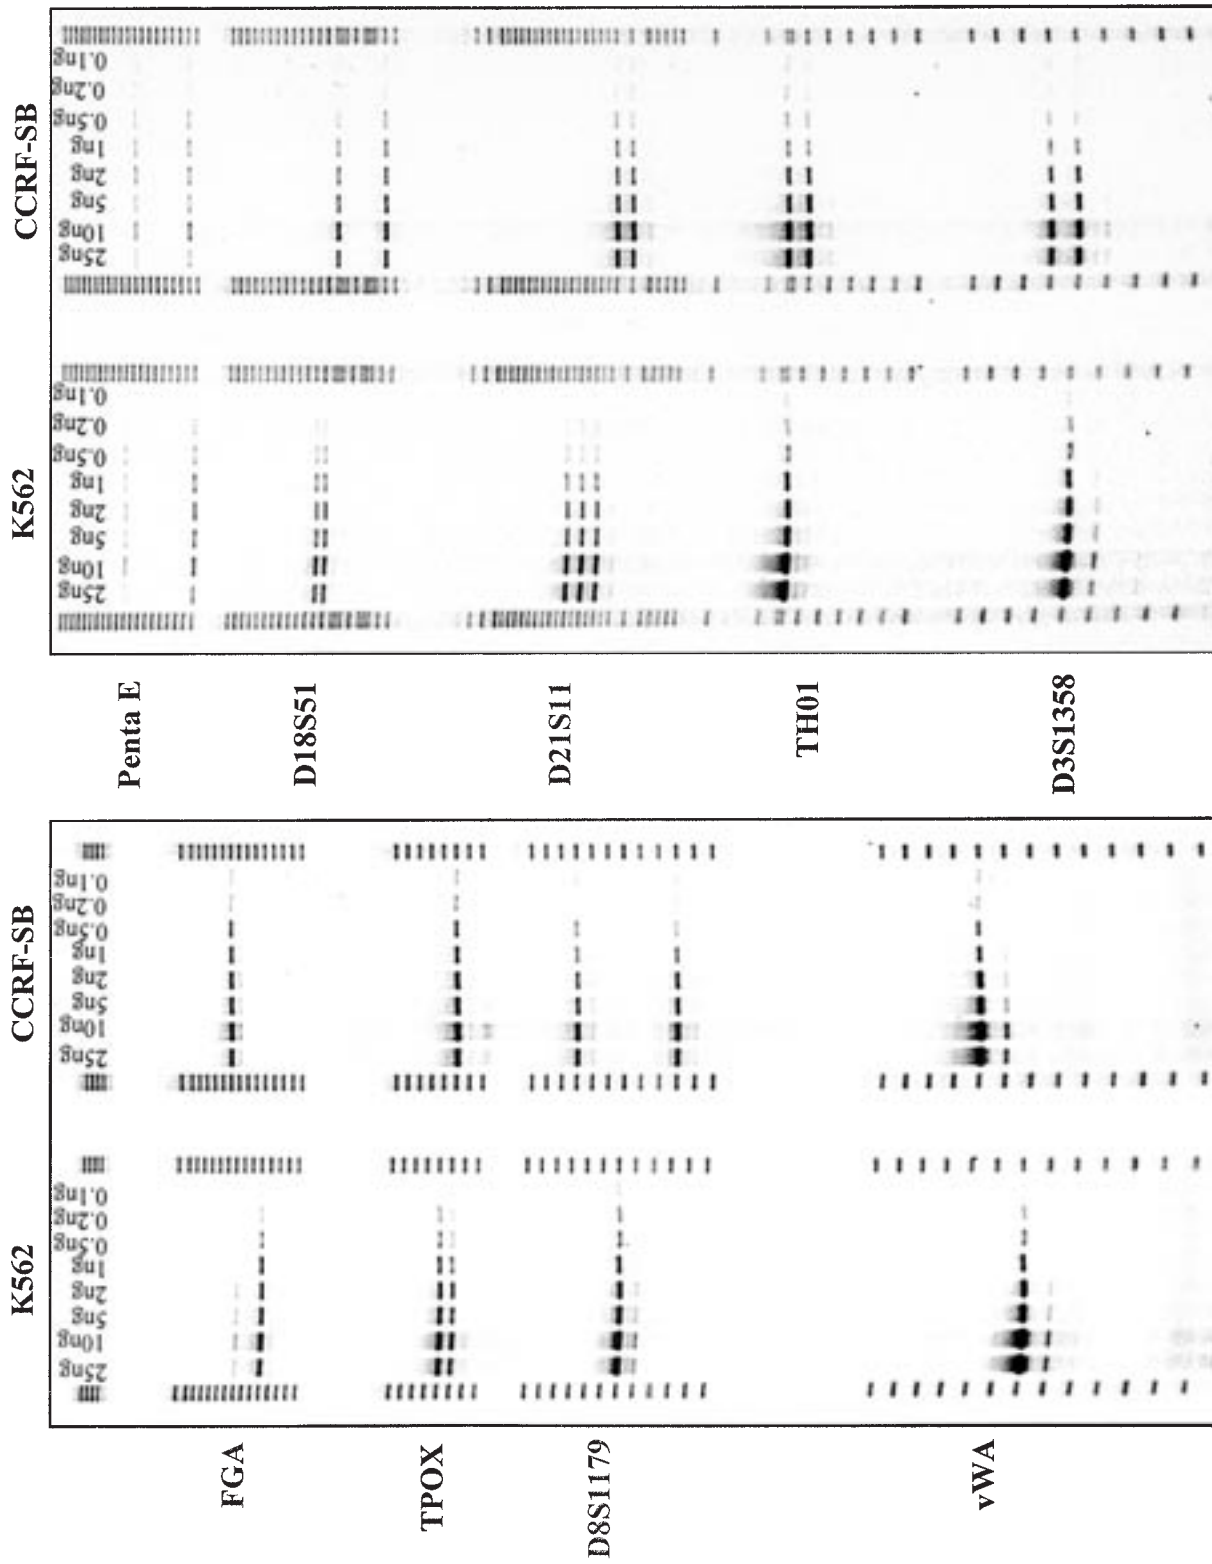 K562
CCRF-SB
25ng
10ng
5ng
2ng
1ng
0.5ng
0.2ng
0.1ng
25ng
10ng
5ng
2ng
1ng
0.5ng
0.2ng
0.1ng
FGA
TPOX
D8S1179
vWA
K562
CCRF-SB
25ng
10ng
5ng
2ng
1ng
0.5ng
0.2ng
0.1ng
25ng
10ng
5ng
2ng
1ng
0.5ng
0.2ng
0.1ng
Penta E
D18S51
D21S11
TH01
D3S1358